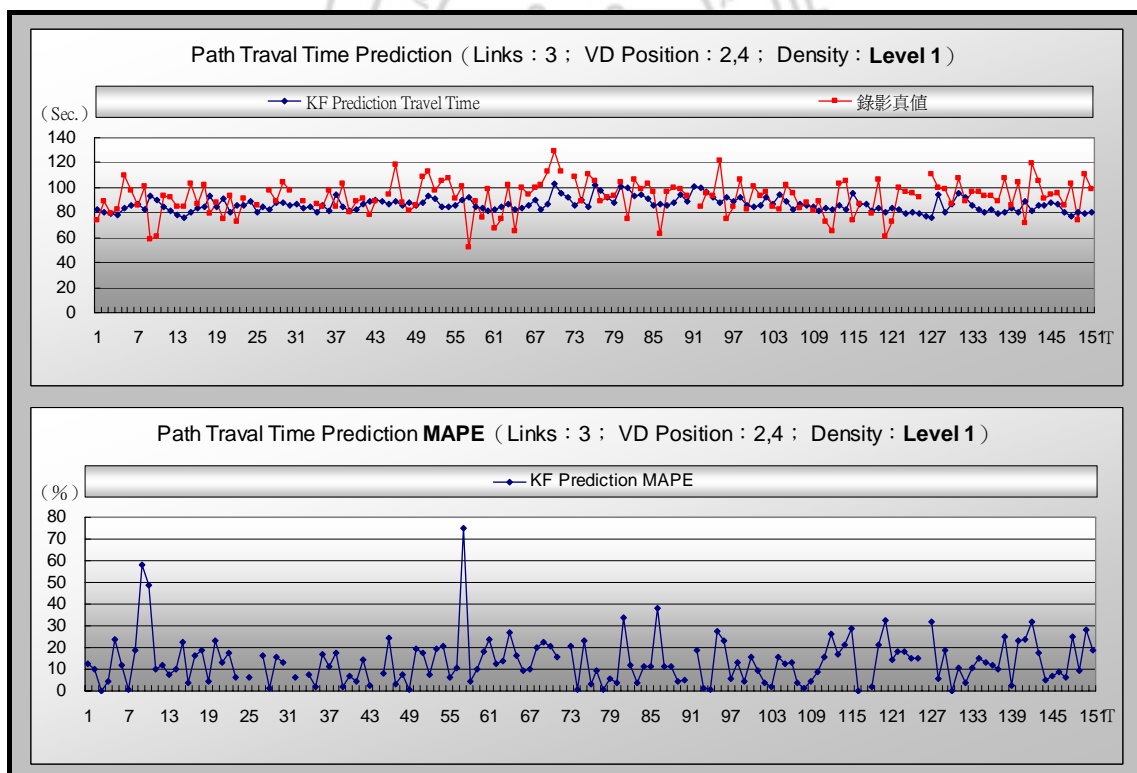 Path Traval Time Prediction（Links：3； VD Position：2,4； Density：Level 1）
KF Prediction Travel Time 錄影真值
(Sec.)
140
120
100
80
60
40
20
0
1 7 13 19 25 31 37 43 49 55 61 67 73 79 85 91 97 103 109 115 121 127 133 139 145 151 T
Path Traval Time Prediction MAPE（Links：3； VD Position：2,4； Density：Level 1）
KF Prediction MAPE
(%)
80
70
60
50
40
30
20
10
0
1 7 13 19 25 31 37 43 49 55 61 67 73 79 85 91 97 103 109 115 121 127 133 139 145 151 T